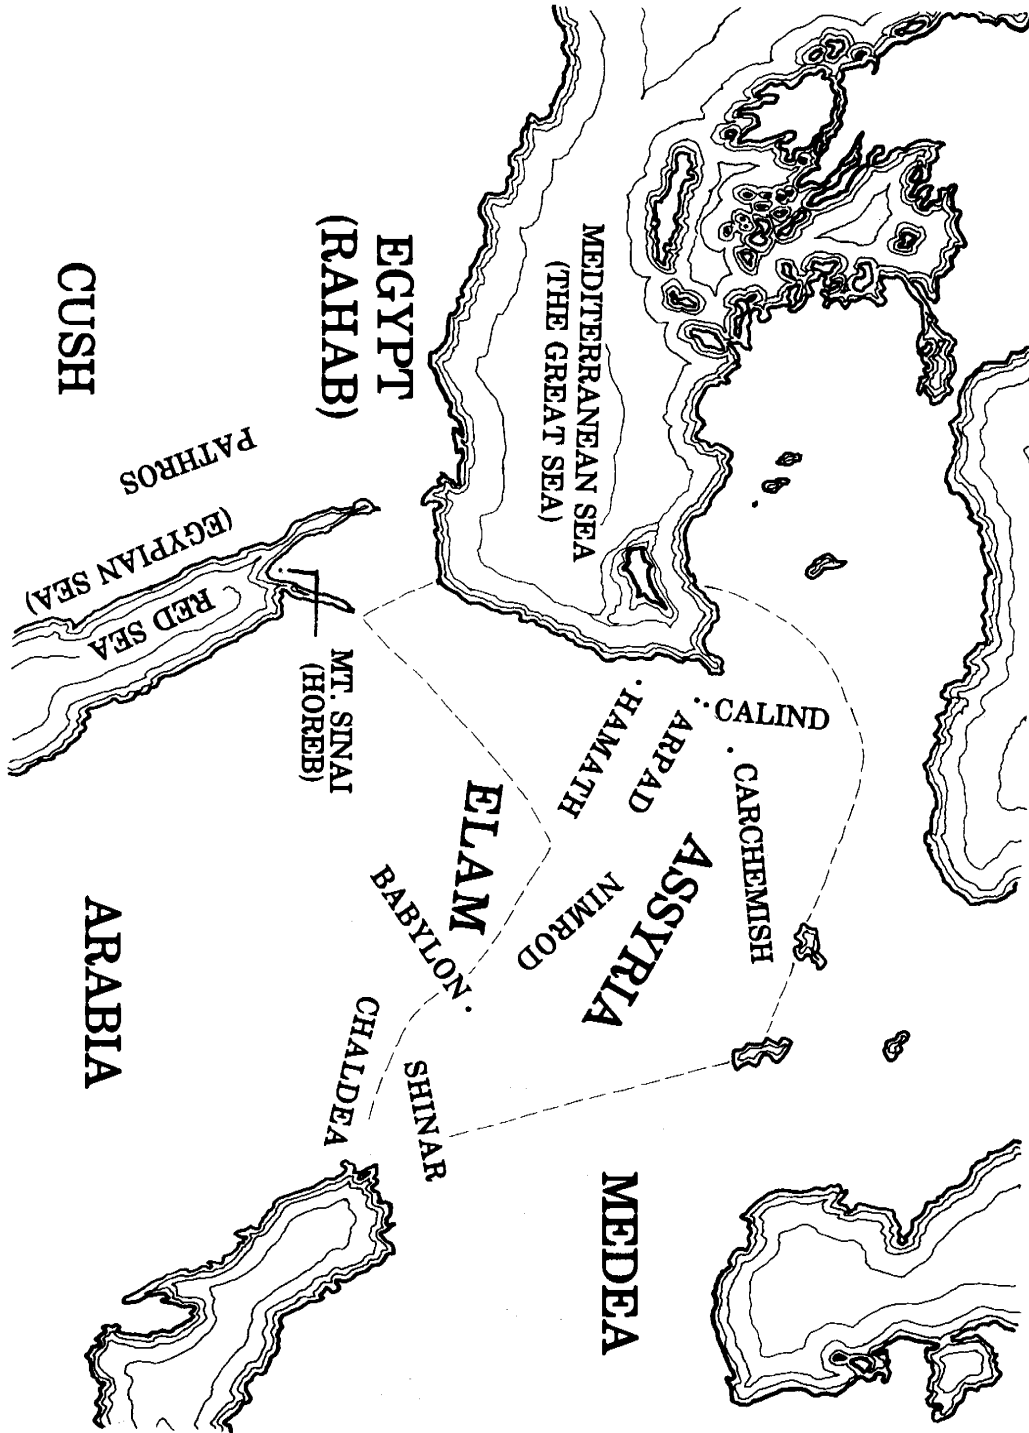 MEDITERRANEAN SEA
(THE GREAT SEA)
EGYPT
(RAHAB)
CUSH
PATHROS
(EGYPIAN SEA)
RED SEA
MT. SINAI
(HOREB)
CALIND
HAMATH
ARPAD
CARCHEMISH
ASSYRIA
NIMROD
ELAM
BABYLON
CHALDEA
SHINAR
ARABIA
MEDEA